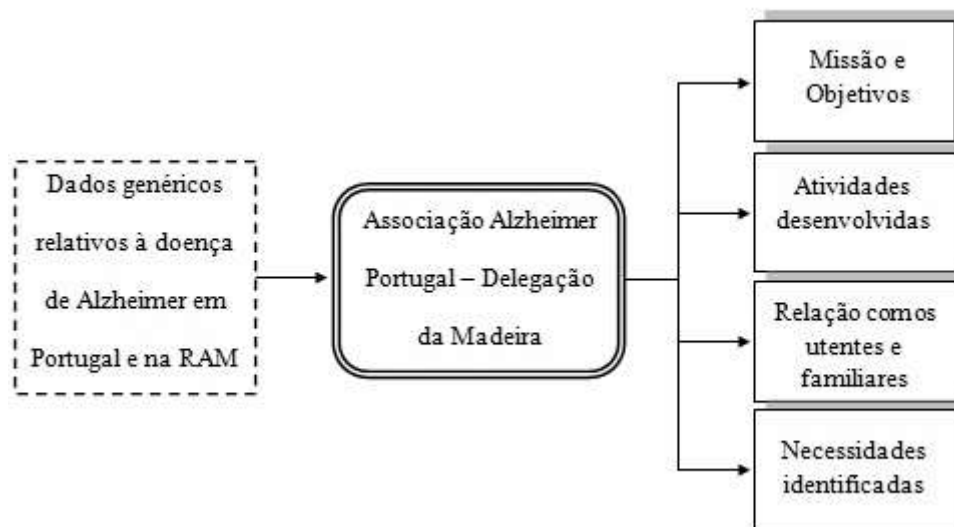 Dados genéricos
relativos à doença
de Alzheimer em
Portugal e na RAM
Associação Alzheimer
Portugal – Delegação
da Madeira
Missão e
Objetivos
Atividades
desenvolvidas
Relação comos
utentes e
familiares
Necessidades
identificadas